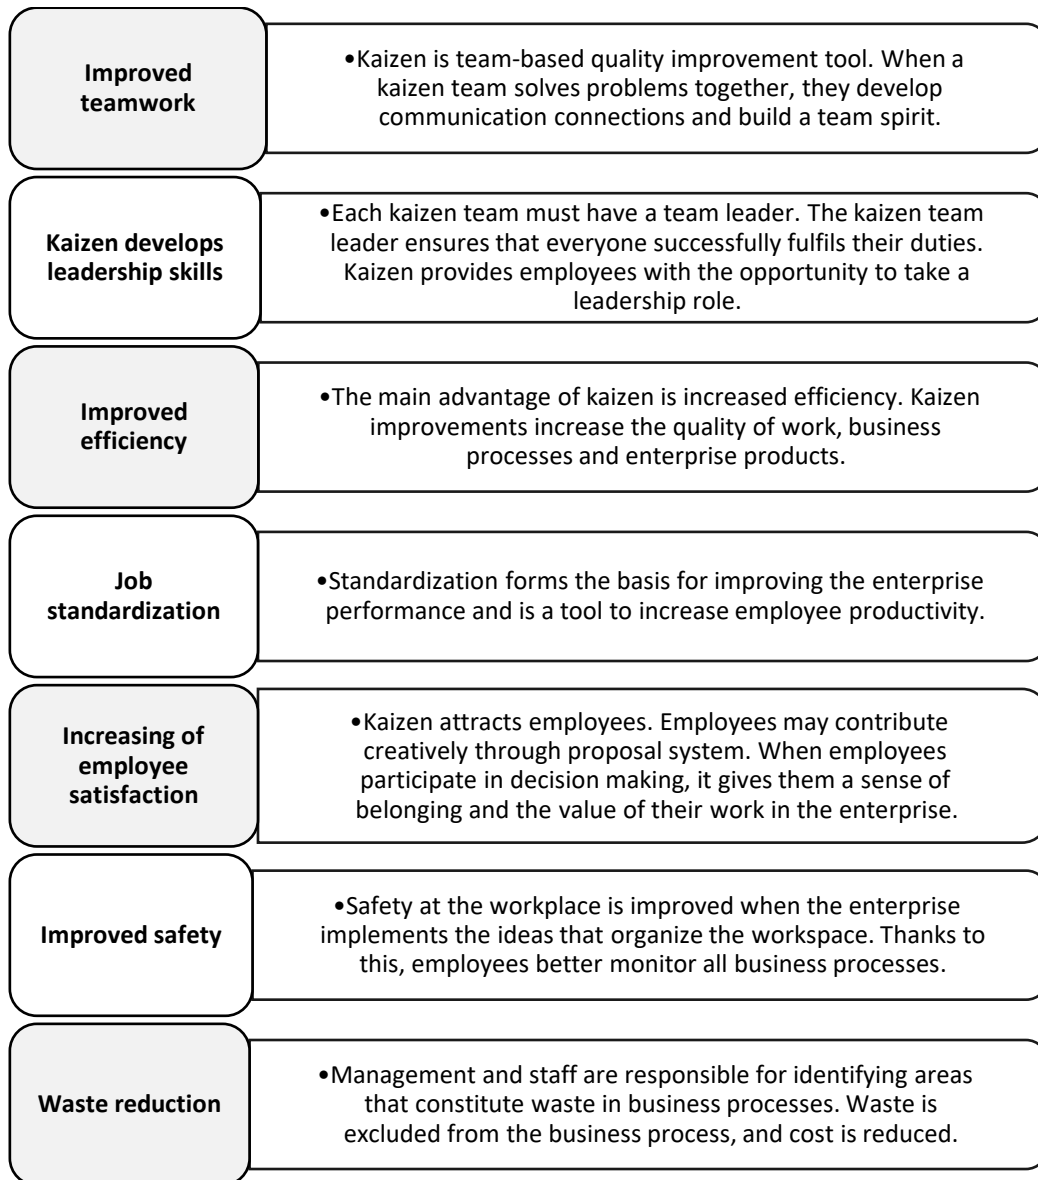 Improved
teamwork
•Kaizen is team-based quality improvement tool. When a
kaizen team solves problems together, they develop
communication connections and build a team spirit.
Kaizen develops
leadership skills
•Each kaizen team must have a team leader. The kaizen team
leader ensures that everyone successfully fulfils their duties.
Kaizen provides employees with the opportunity to take a
leadership role.
Improved
efficiency
•The main advantage of kaizen is increased efficiency. Kaizen
improvements increase the quality of work, business
processes and enterprise products.
Job
standardization
•Standardization forms the basis for improving the enterprise
performance and is a tool to increase employee productivity.
Increasing of
employee
satisfaction
•Kaizen attracts employees. Employees may contribute
creatively through proposal system. When employees
participate in decision making, it gives them a sense of
belonging and the value of their work in the enterprise.
Improved safety
•Safety at the workplace is improved when the enterprise
implements the ideas that organize the workspace. Thanks to
this, employees better monitor all business processes.
Waste reduction
•Management and staff are responsible for identifying areas
that constitute waste in business processes. Waste is
excluded from the business process, and cost is reduced.